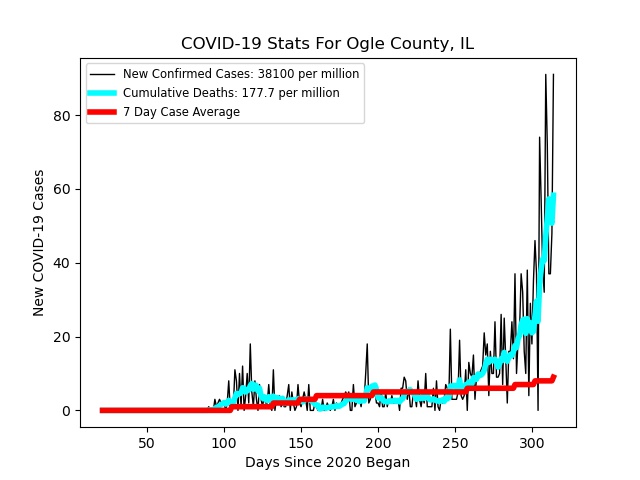 COVID-19 Stats For Ogle County, IL
New Confirmed Cases: 38100 per million
Cumulative Deaths: 177.7 per million
7 Day Case Average
New COVID-19 Cases
80
60
40
20
0
50 100 150 200 250 300
Days Since 2020 Began